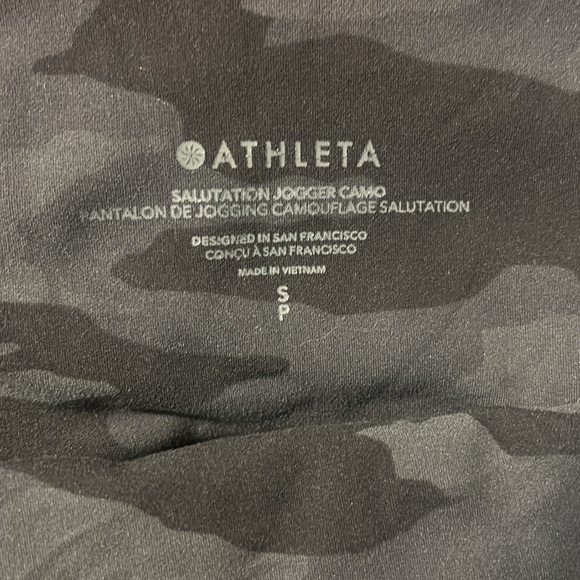 ATHLETA
SALUTATION JOGGER CAMO
PANTALON DE JOGGING CAMOUFLAGE SALUTATION
DESIGNED IN SAN FRANCISCO
CONÇU À SAN FRANCISCO
MADE IN VIETNAM
S
P